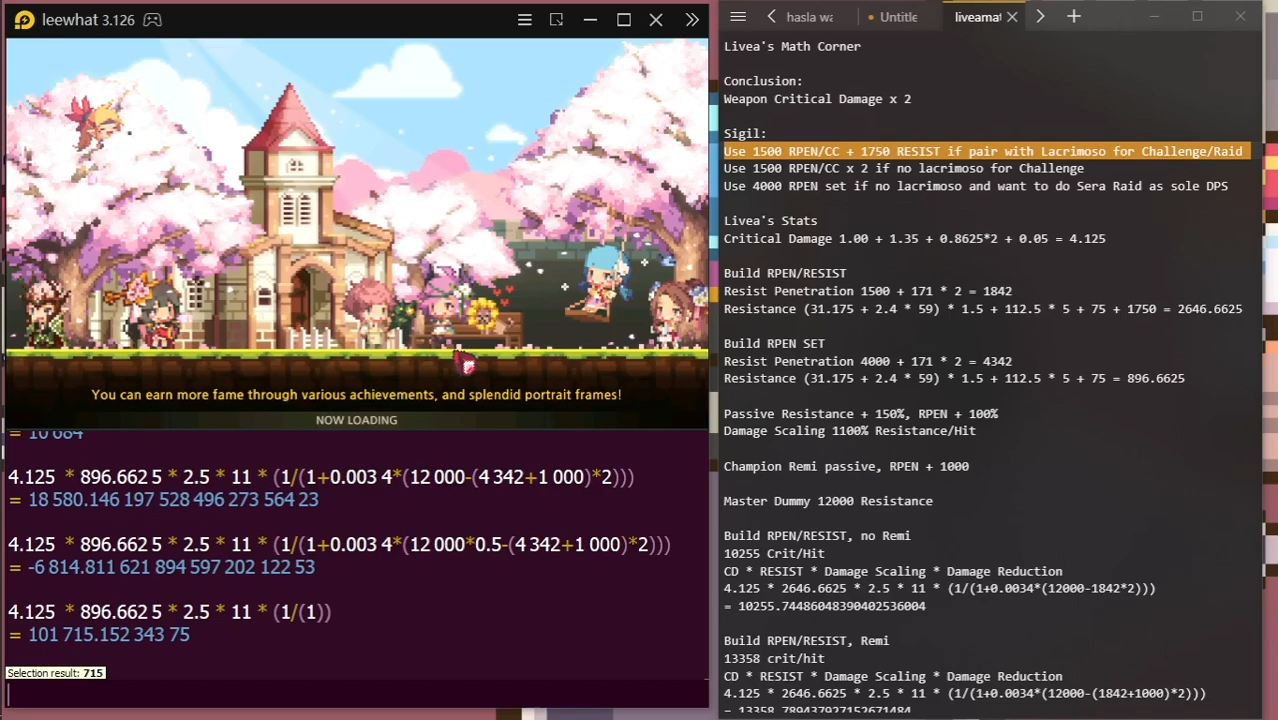 leewhat 3.126
You can earn more fame through various achievements, and splendid portrait frames!
NOW LOADING
= 10 684
4.125 * 896.662 5 * 2.5 * 11 * (1/(1+0.003 4*(12 000-(4 342+1 000)*2)))
= 18 580.146 197 528 496 273 564 23
4.125 * 896.662 5 * 2.5 * 11 * (1/(1+0.003 4*(12 000*0.5-(4 342+1 000)*2)))
= -6 814.811 621 894 597 202 122 53
4.125 * 896.662 5 * 2.5 * 11 * (1/(1))
= 101 715.152 343 75
Selection result: 715
hasla wa
Untitle
liveamat
Livea's Math Corner
Conclusion:
Weapon Critical Damage x 2
Sigil:
Use 1500 RPEN/CC + 1750 RESIST if pair with Lacrimoso for Challenge/Raid
Use 1500 RPEN/CC x 2 if no lacrimoso for Challenge
Use 4000 RPEN set if no lacrimoso and want to do Sera Raid as sole DPS
Livea's Stats
Critical Damage 1.00 + 1.35 + 0.8625*2 + 0.05 = 4.125
Build RPEN/RESIST
Resist Penetration 1500 + 171 * 2 = 1842
Resistance (31.175 + 2.4 * 59) * 1.5 + 112.5 * 5 + 75 + 1750 = 2646.6625
Build RPEN SET
Resist Penetration 4000 + 171 * 2 = 4342
Resistance (31.175 + 2.4 * 59) * 1.5 + 112.5 * 5 + 75 = 896.6625
Passive Resistance + 150%, RPEN + 100%
Damage Scaling 1100% Resistance/Hit
Champion Remi passive, RPEN + 1000
Master Dummy 12000 Resistance
Build RPEN/RESIST, no Remi
10255 Crit/Hit
CD * RESIST * Damage Scaling * Damage Reduction
4.125 * 2646.6625 * 2.5 * 11 * (1/(1+0.0034*(12000-1842*2)))
= 10255.74486048390402536004
Build RPEN/RESIST, Remi
13358 crit/hit
CD * RESIST * Damage Scaling * Damage Reduction
4.125 * 2646.6625 * 2.5 * 11 * (1/(1+0.0034*(12000-(1842+1000)*2)))
= 13358.789437927152671484